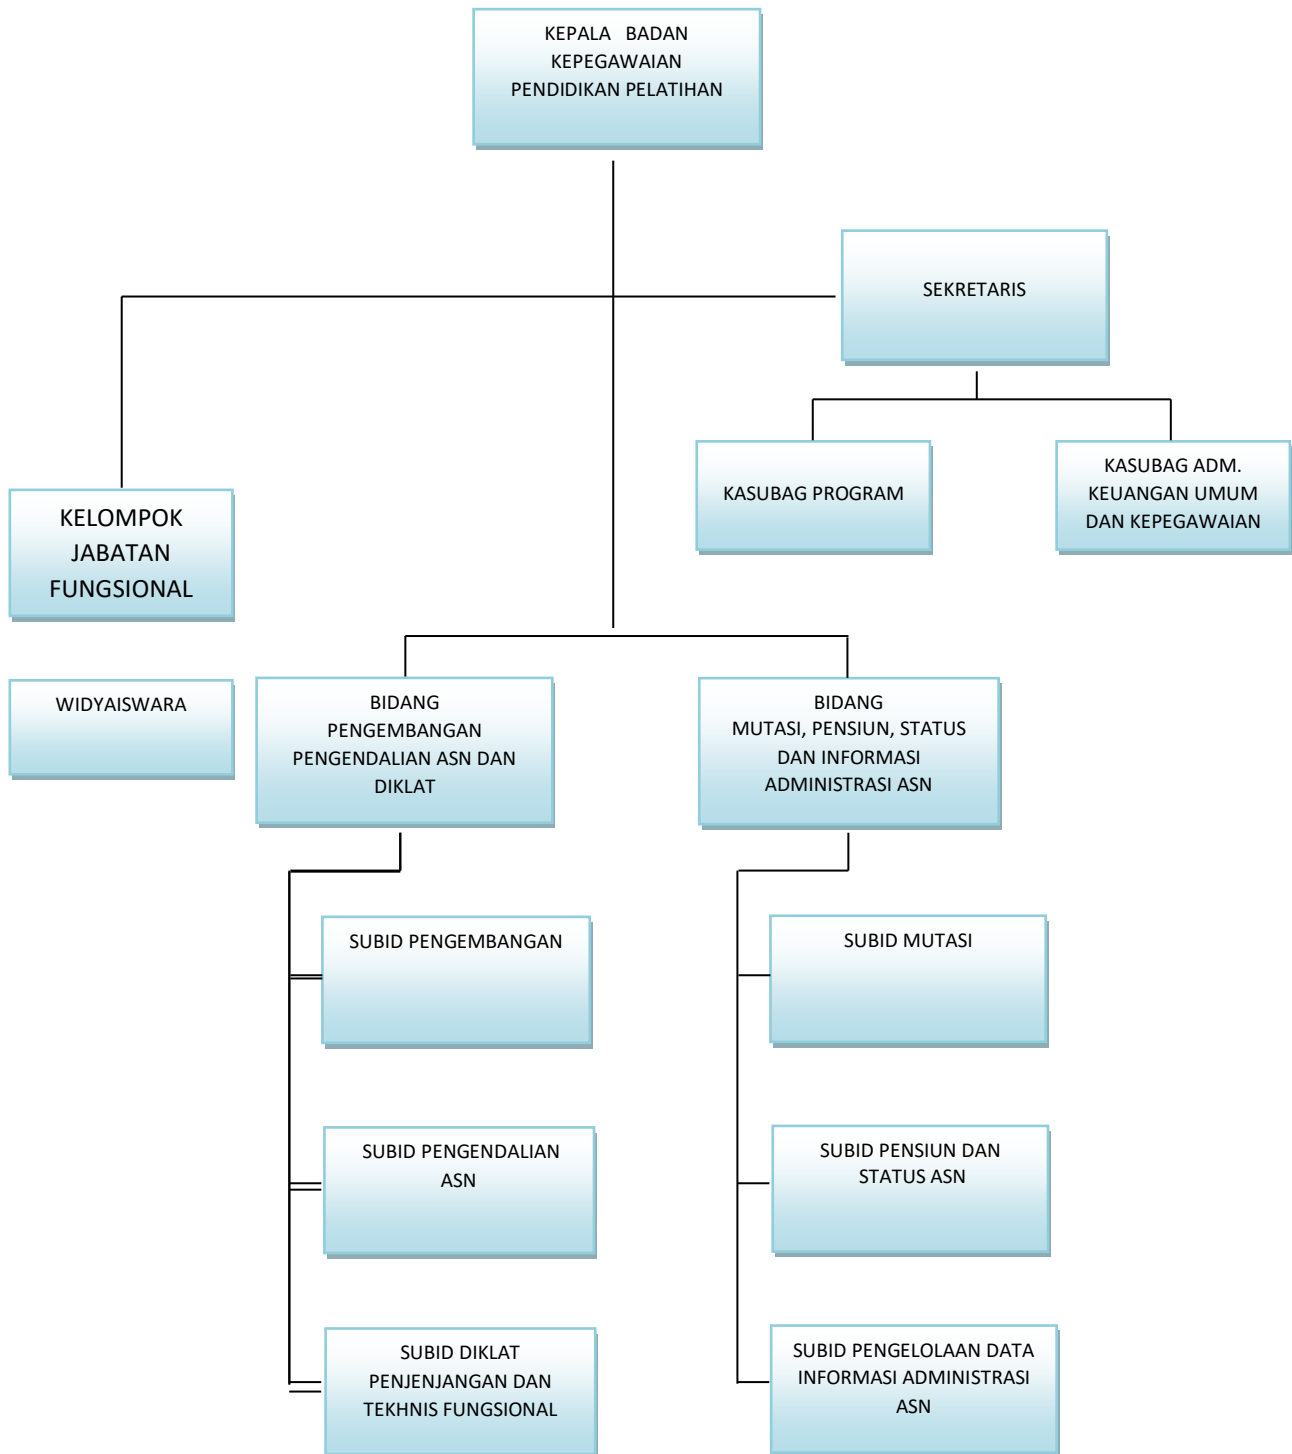 KEPALA BADAN
KEPEGAWAIAN
PENDIDIKAN PELATIHAN
SEKRETARIS
KASUBAG PROGRAM
KASUBAG ADM.
KEUANGAN UMUM
DAN KEPEGAWAIAN
KELOMPOK
JABATAN
FUNGSIONAL
WIDYAISWARA
BIDANG
PENGEMBANGAN
PENGENDALIAN ASN DAN
DIKLAT
BIDANG
MUTASI, PENSIUN, STATUS
DAN INFORMASI
ADMINISTRASI ASN
SUBID PENGEMBANGAN
SUBID MUTASI
SUBID PENGENDALIAN
ASN
SUBID PENSIUN DAN
STATUS ASN
SUBID DIKLAT
PENJENJANGAN DAN
TEKHNIS FUNGSIONAL
SUBID PENGELOLAAN DATA
INFORMASI ADMINISTRASI
ASN